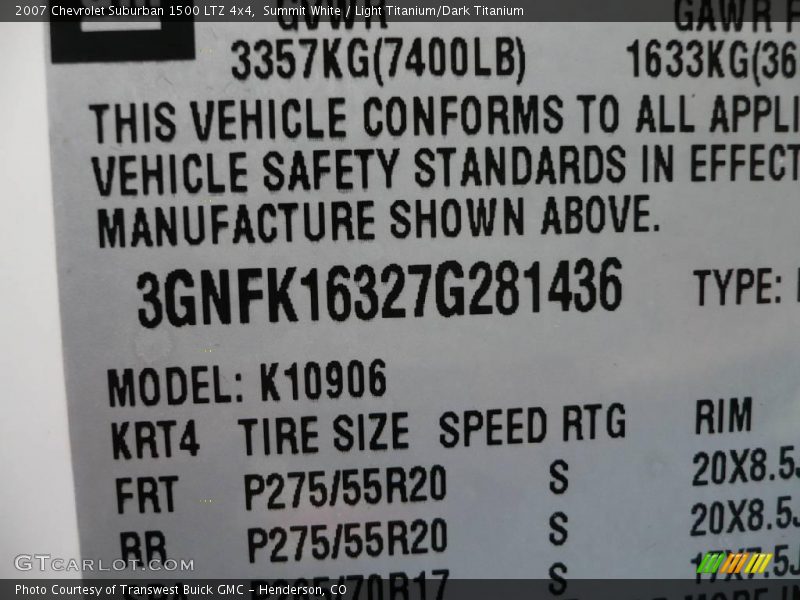 2007 Chevrolet Suburban 1500 LTZ 4x4, Summit White / Light Titanium/Dark Titanium
GVWR GAWR F
3357KG(7400LB) 1633KG(36
THIS VEHICLE CONFORMS TO ALL APPLI
VEHICLE SAFETY STANDARDS IN EFFECT
MANUFACTURE SHOWN ABOVE.
3GNFK16327G281436 TYPE:
MODEL: K10906
KRT4 TIRE SIZE SPEED RTG RIM
FRT P275/55R20 S 20X8.5J
RR P275/55R20 S 20X8.5J
S 17X7.5J
GTCARLOT.COM
Photo Courtesy of Transwest Buick GMC - Henderson, CO